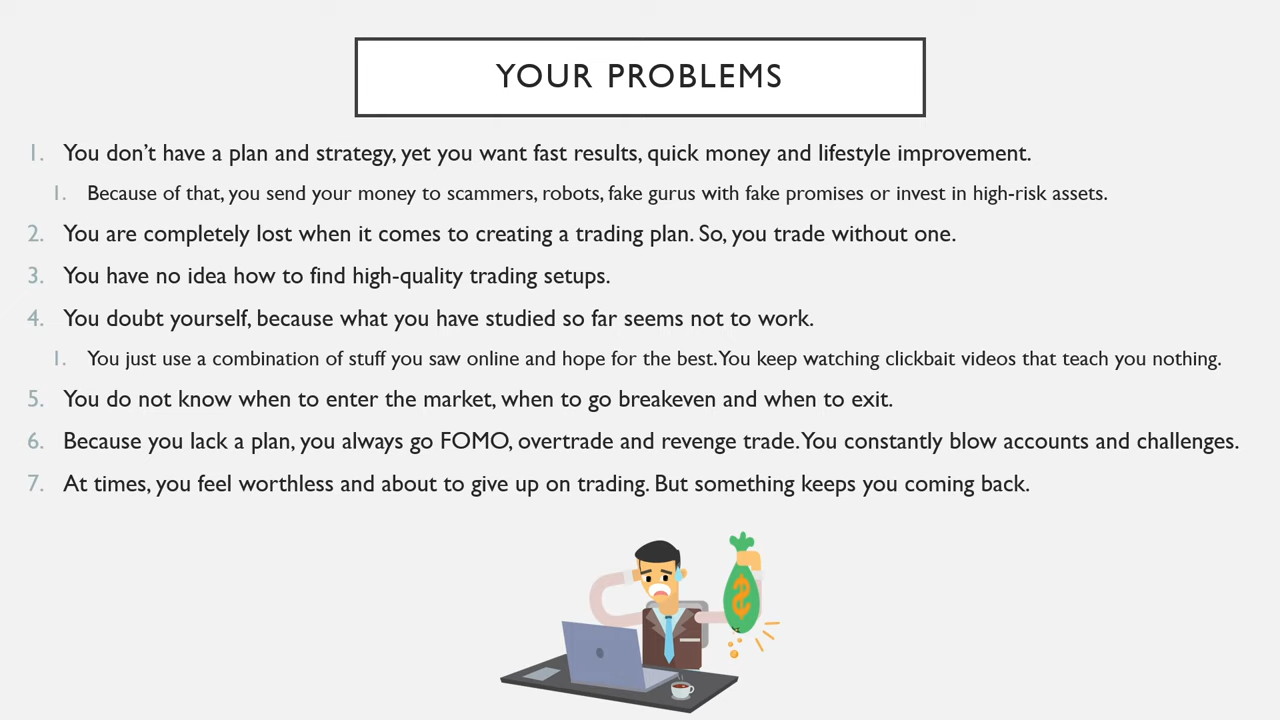 YOUR PROBLEMS
1. You don’t have a plan and strategy, yet you want fast results, quick money and lifestyle improvement.
1. Because of that, you send your money to scammers, robots, fake gurus with fake promises or invest in high-risk assets.
2. You are completely lost when it comes to creating a trading plan. So, you trade without one.
3. You have no idea how to find high-quality trading setups.
4. You doubt yourself, because what you have studied so far seems not to work.
1. You just use a combination of stuff you saw online and hope for the best. You keep watching clickbait videos that teach you nothing.
5. You do not know when to enter the market, when to go breakeven and when to exit.
6. Because you lack a plan, you always go FOMO, overtrade and revenge trade. You constantly blow accounts and challenges.
7. At times, you feel worthless and about to give up on trading. But something keeps you coming back.
$